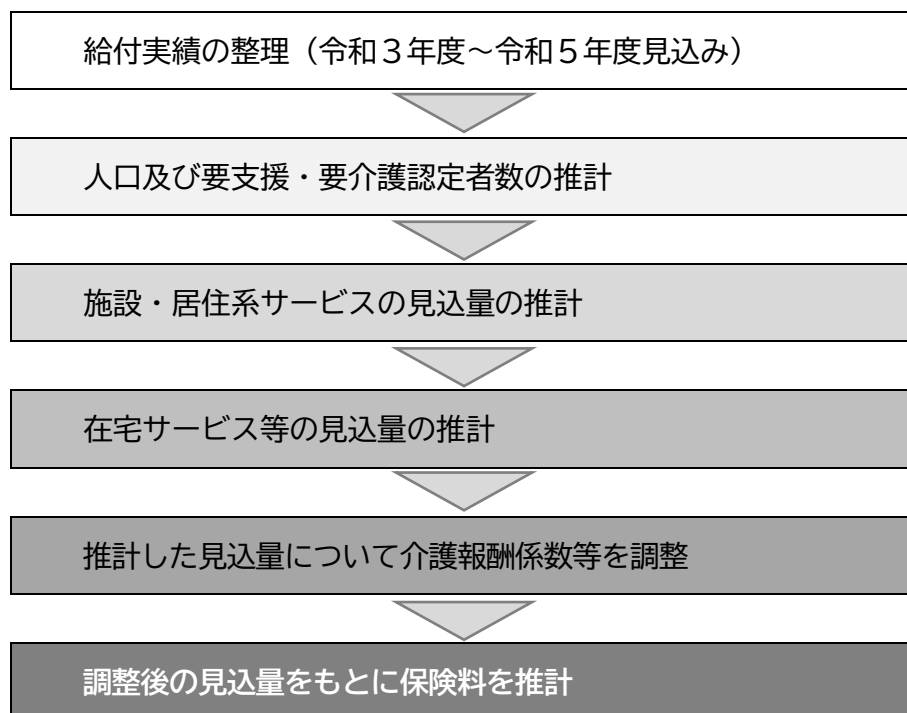 給付実績の整理（令和３年度～令和５年度見込み）
人口及び要支援・要介護認定者数の推計
施設・居住系サービスの見込量の推計
在宅サービス等の見込量の推計
推計した見込量について介護報酬係数等を調整
調整後の見込量をもとに保険料を推計